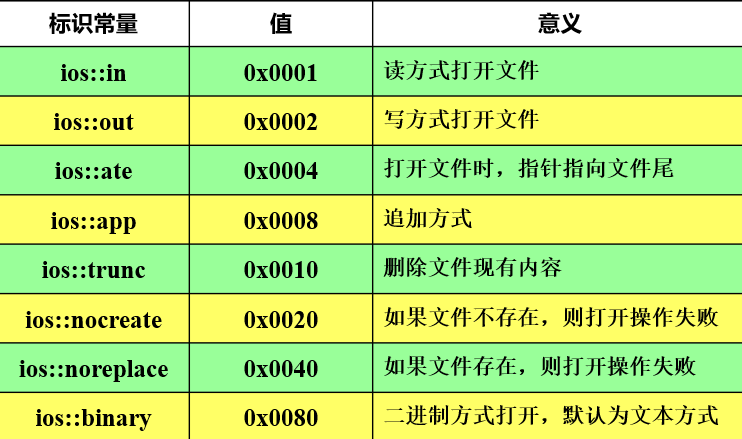 标识常量 值 意义
ios::in 0x0001 读方式打开文件
ios::out 0x0002 写方式打开文件
ios::ate 0x0004 打开文件时，指针指向文件尾
ios::app 0x0008 追加方式
ios::trunc 0x0010 删除文件现有内容
ios::nocreate 0x0020 如果文件不存在，则打开操作失败
ios::noreplace 0x0040 如果文件存在，则打开操作失败
ios::binary 0x0080 二进制方式打开，默认为文本方式